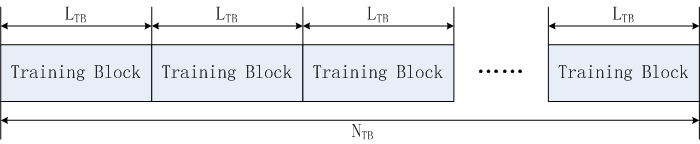 L_TB L_TB L_TB L_TB
Training Block Training Block Training Block ...... Training Block
N_TB